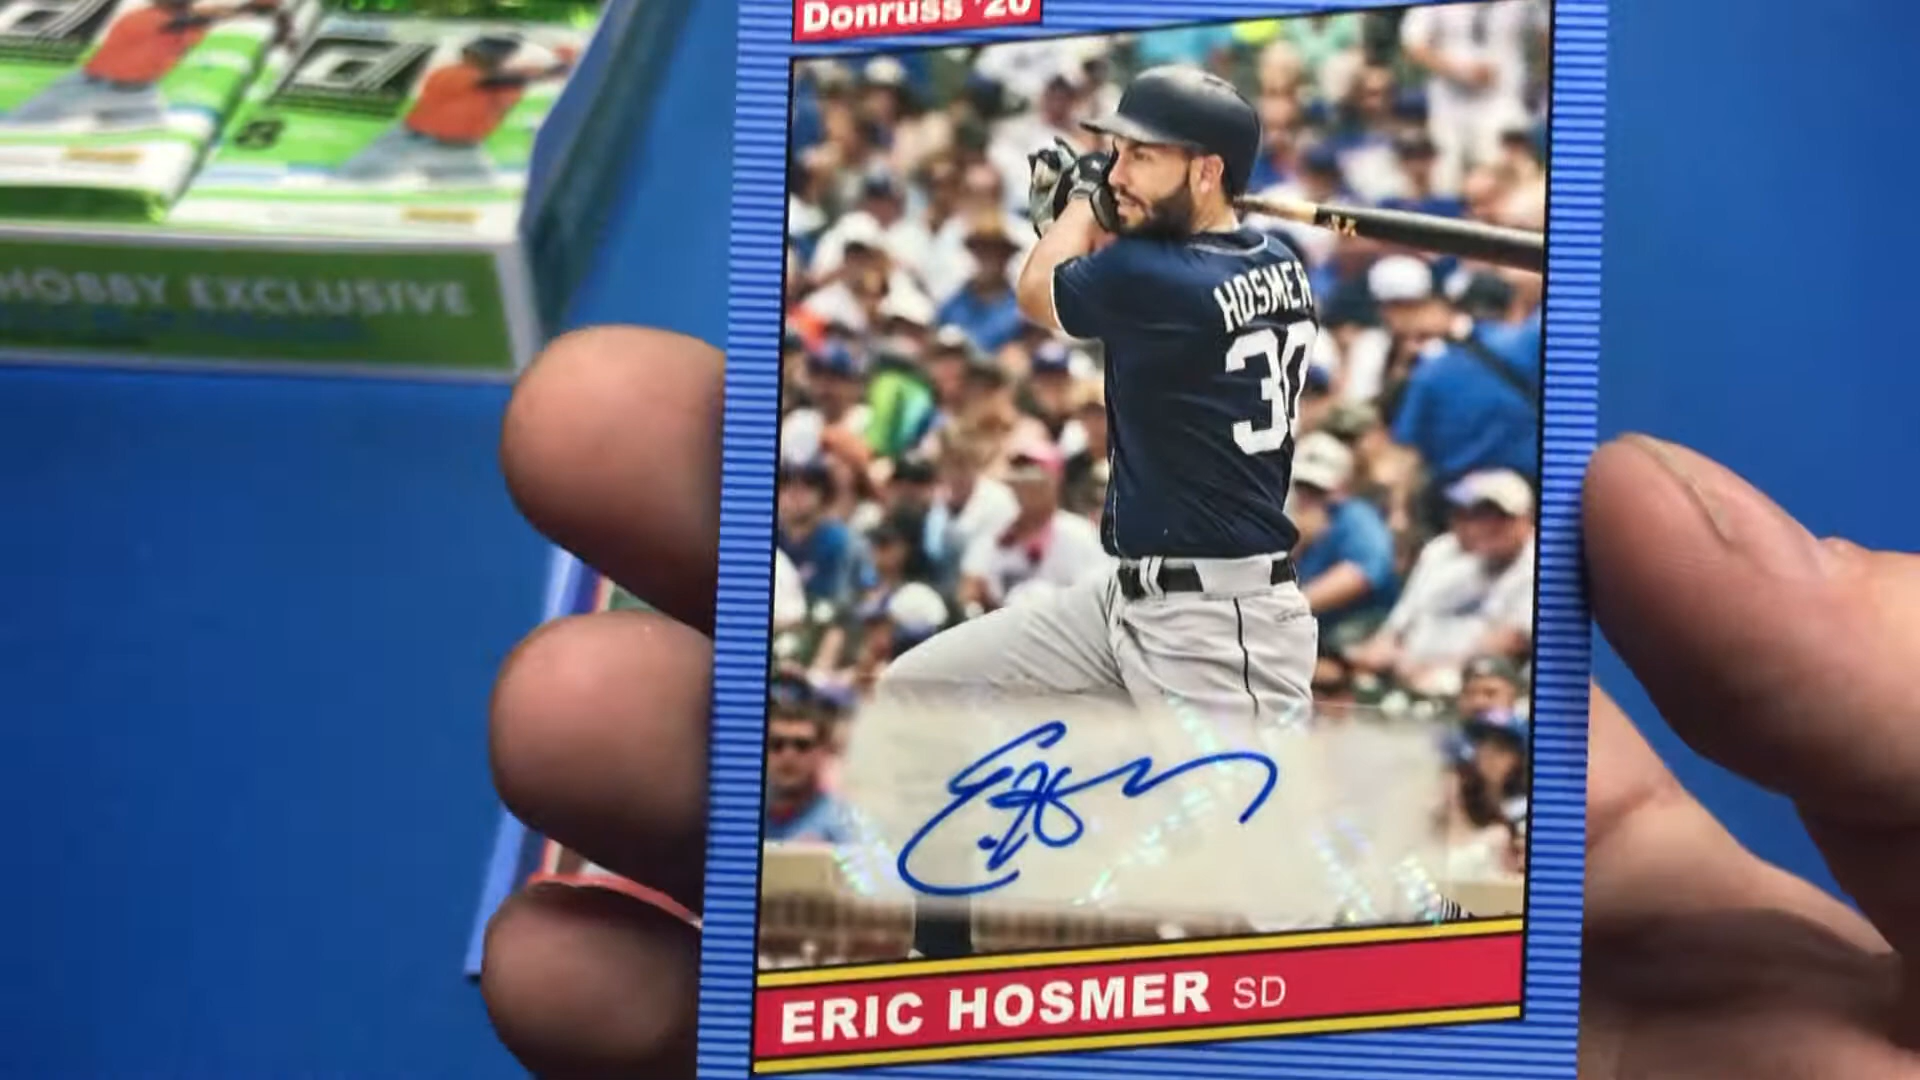 Donruss '20
HOBBY EXCLUSIVE
HOSMER
30
ERIC HOSMER SD